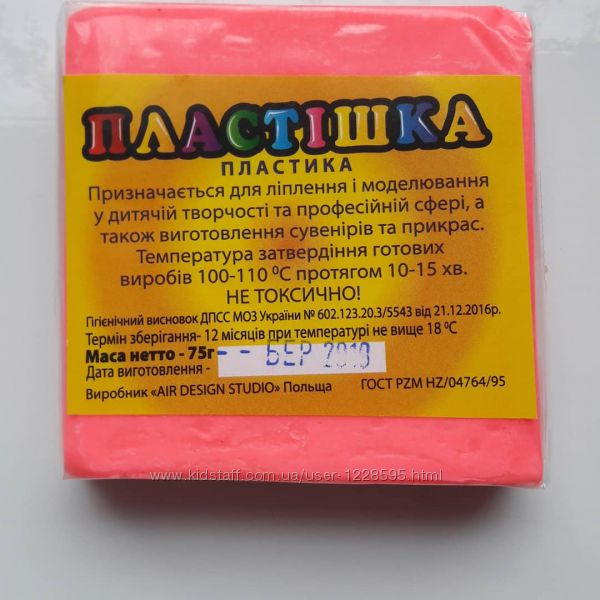 ПЛАСТІШКА
ПЛАСТИКА
Призначається для ліплення і моделювання
у дитячій творчості та професійній сфері, а
також виготовлення сувенірів та прикрас.
Температура затвердіння готових
виробів 100-110 ⁰С протягом 10-15 хв.
НЕ ТОКСИЧНО!
Гігієнічний висновок ДПСС МОЗ України № 602.123.20.3/5543 від 21.12.2016р.
Термін зберігання- 12 місяців при температурі не вище 18 ⁰С
Маса нетто - 75г - - БЕР
Дата виготовлення -
Виробник «AIR DESIGN STUDIO» Польща ГОСТ PZM HZ/04764/95
www.kidstaff.com.ua/user-1228595.html